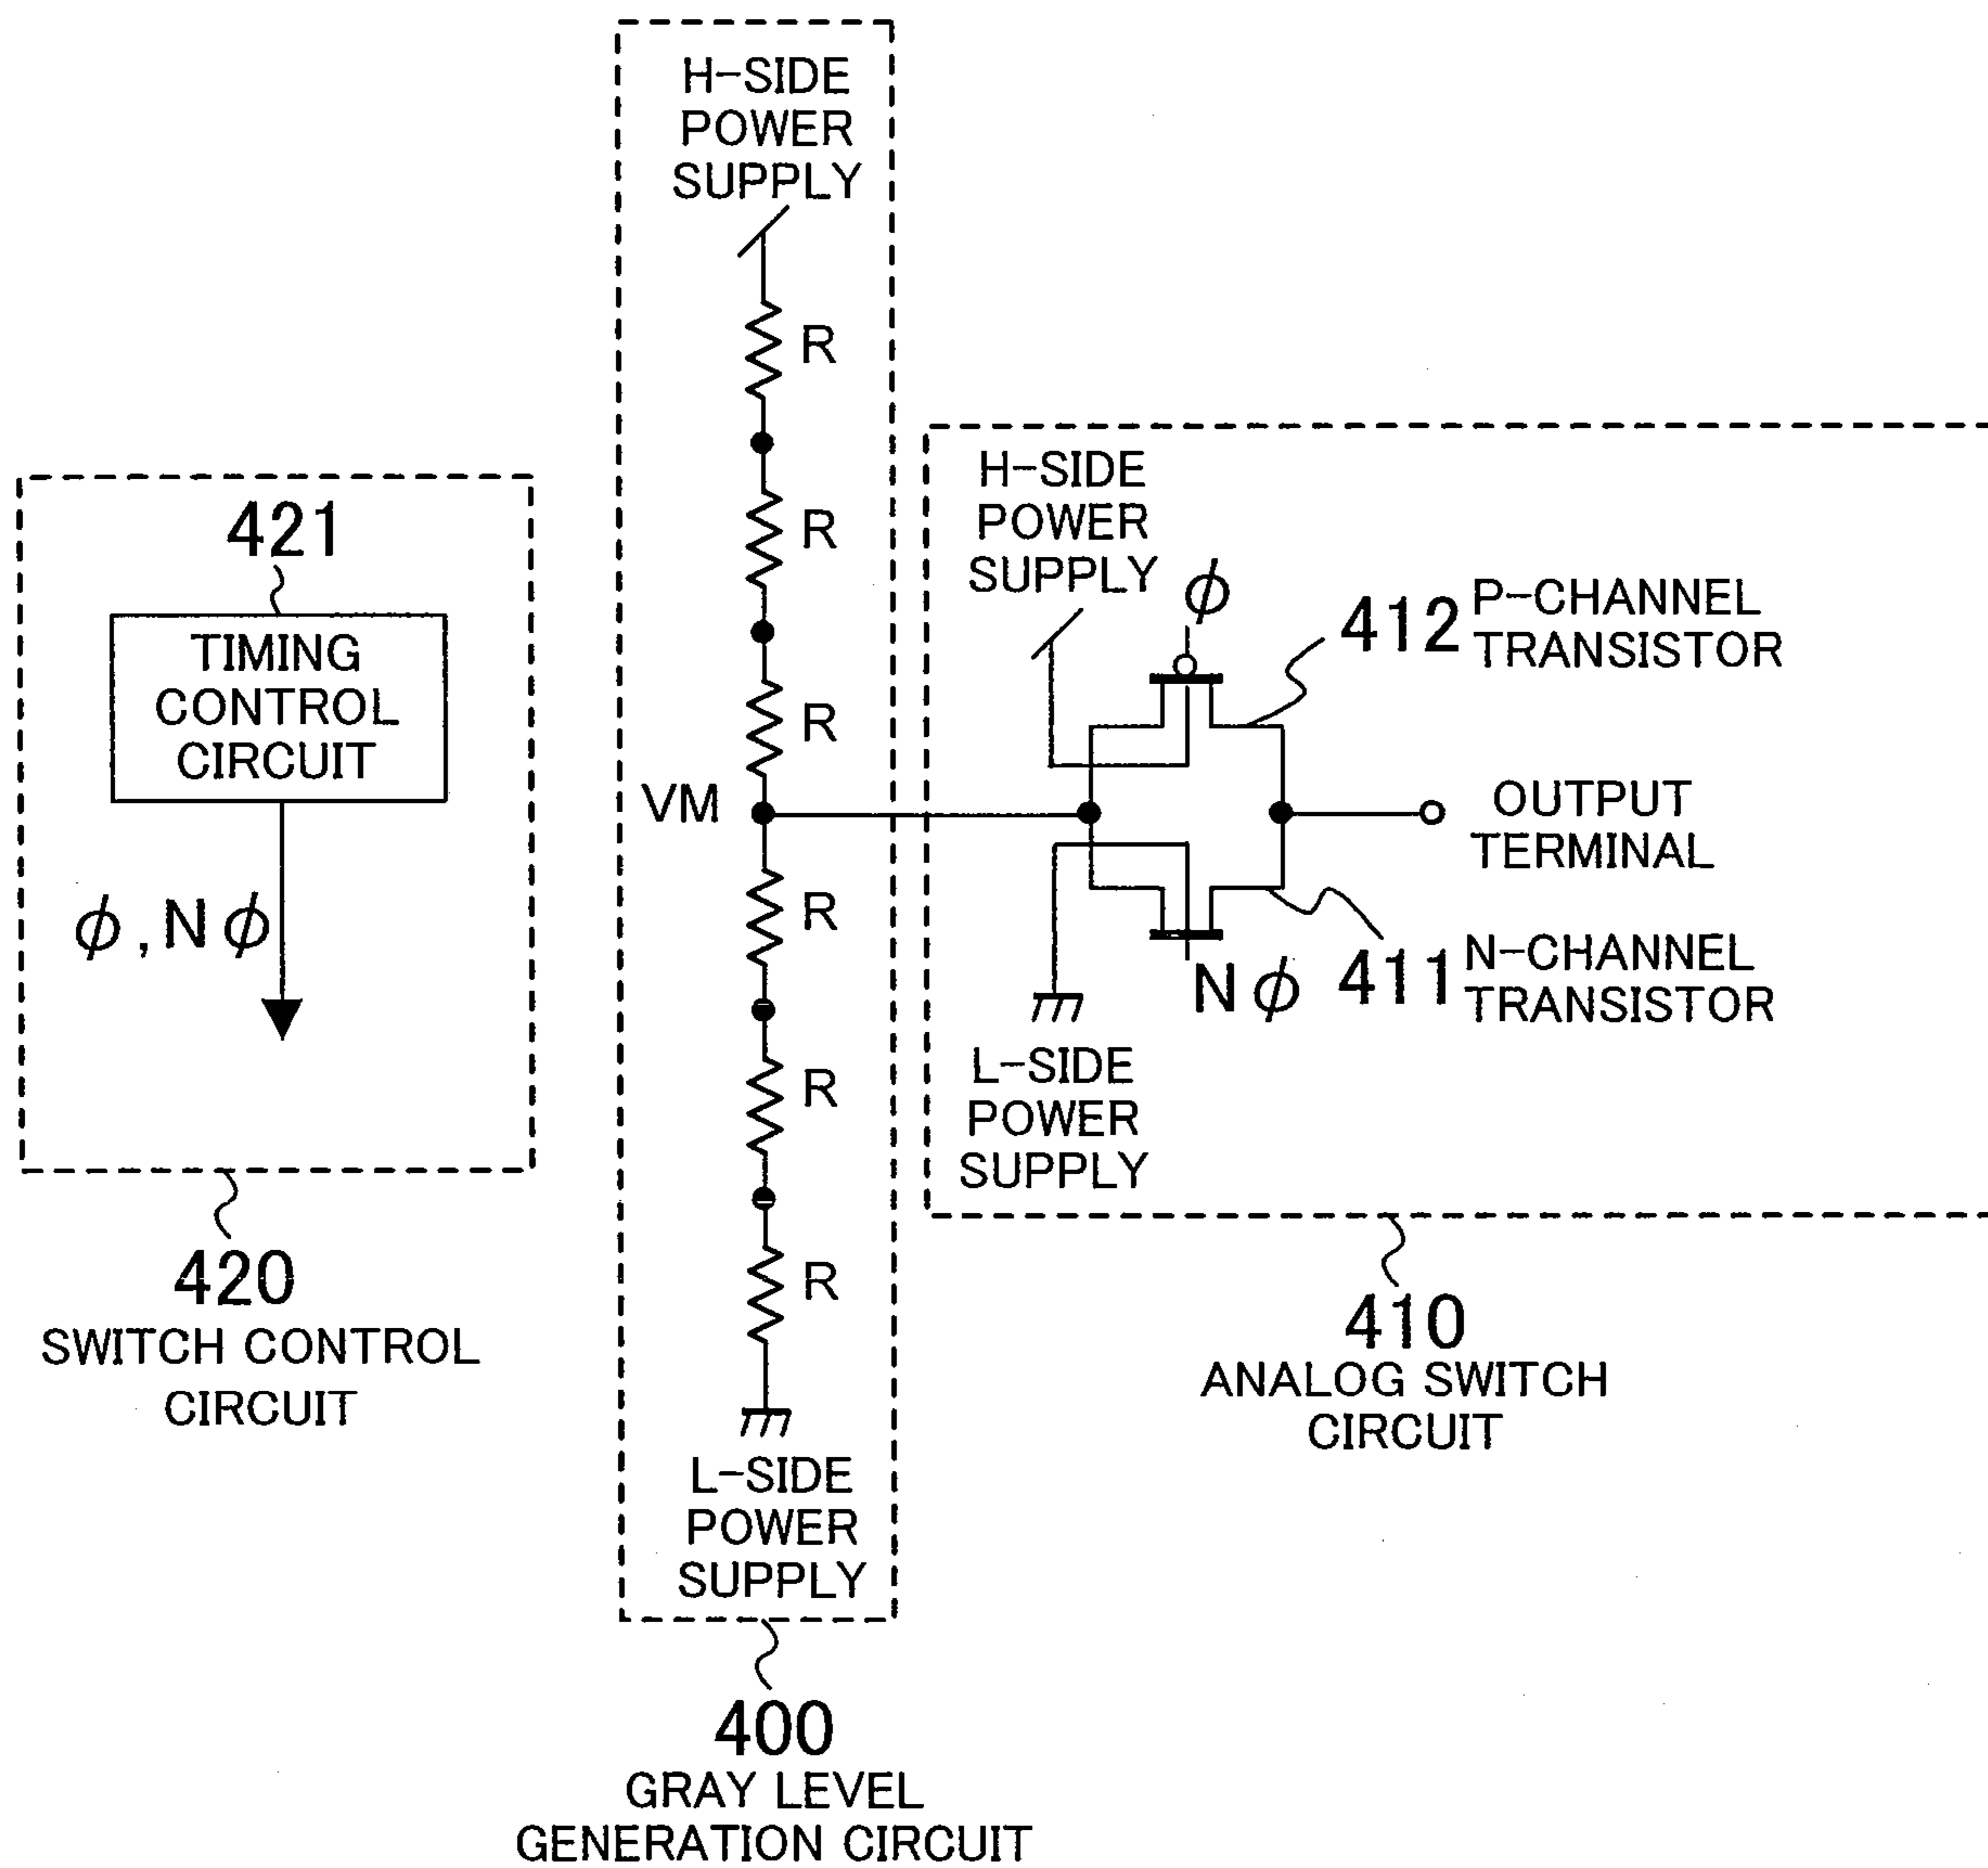 H-SIDE
POWER
SUPPLY
R
R
R
VM
R
R
R
L-SIDE
POWER
SUPPLY
400
GRAY LEVEL
GENERATION CIRCUIT
421
TIMING
CONTROL
CIRCUIT
ϕ, Nϕ
420
SWITCH CONTROL
CIRCUIT
H-SIDE
POWER
SUPPLY
ϕ
412 P-CHANNEL
TRANSISTOR
OUTPUT
TERMINAL
Nϕ
411 N-CHANNEL
TRANSISTOR
L-SIDE
POWER
SUPPLY
410
ANALOG SWITCH
CIRCUIT